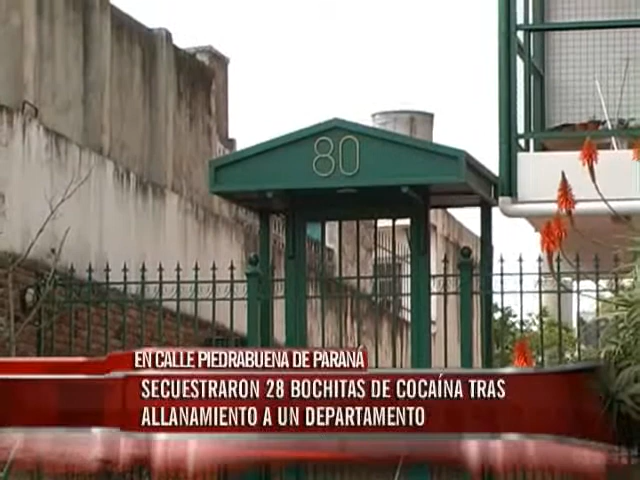 80
EN CALLE PIEDRABUENA DE PARANÁ
SECUESTRARON 28 BOCHITAS DE COCAÍNA TRAS
ALLANAMIENTO A UN DEPARTAMENTO